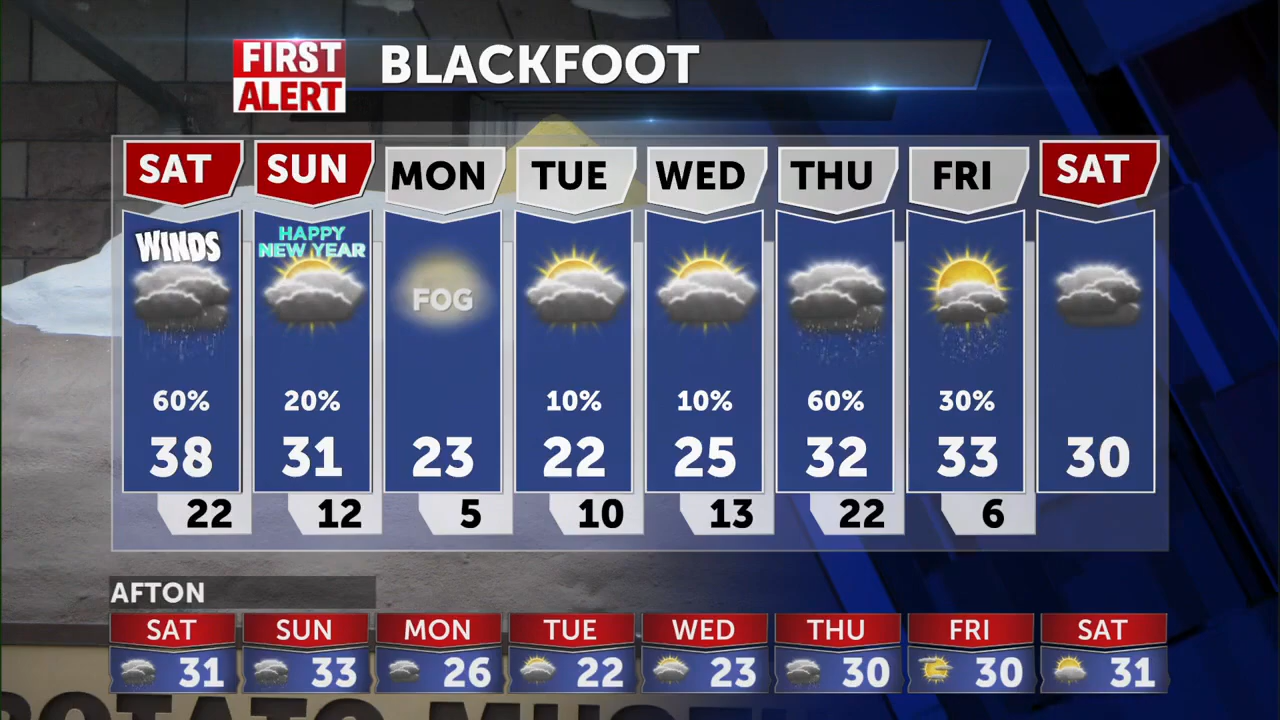 FIRST
ALERT
BLACKFOOT
SAT SUN MON TUE WED THU FRI SAT
WINDS
HAPPY
NEW YEAR
FOG
60% 20% 10% 10% 60% 30%
38 31 23 22 25 32 33 30
22 12 5 10 13 22 6
AFTON
SAT SUN MON TUE WED THU FRI SAT
31 33 26 22 23 30 30 31
POTATO MUSEUM